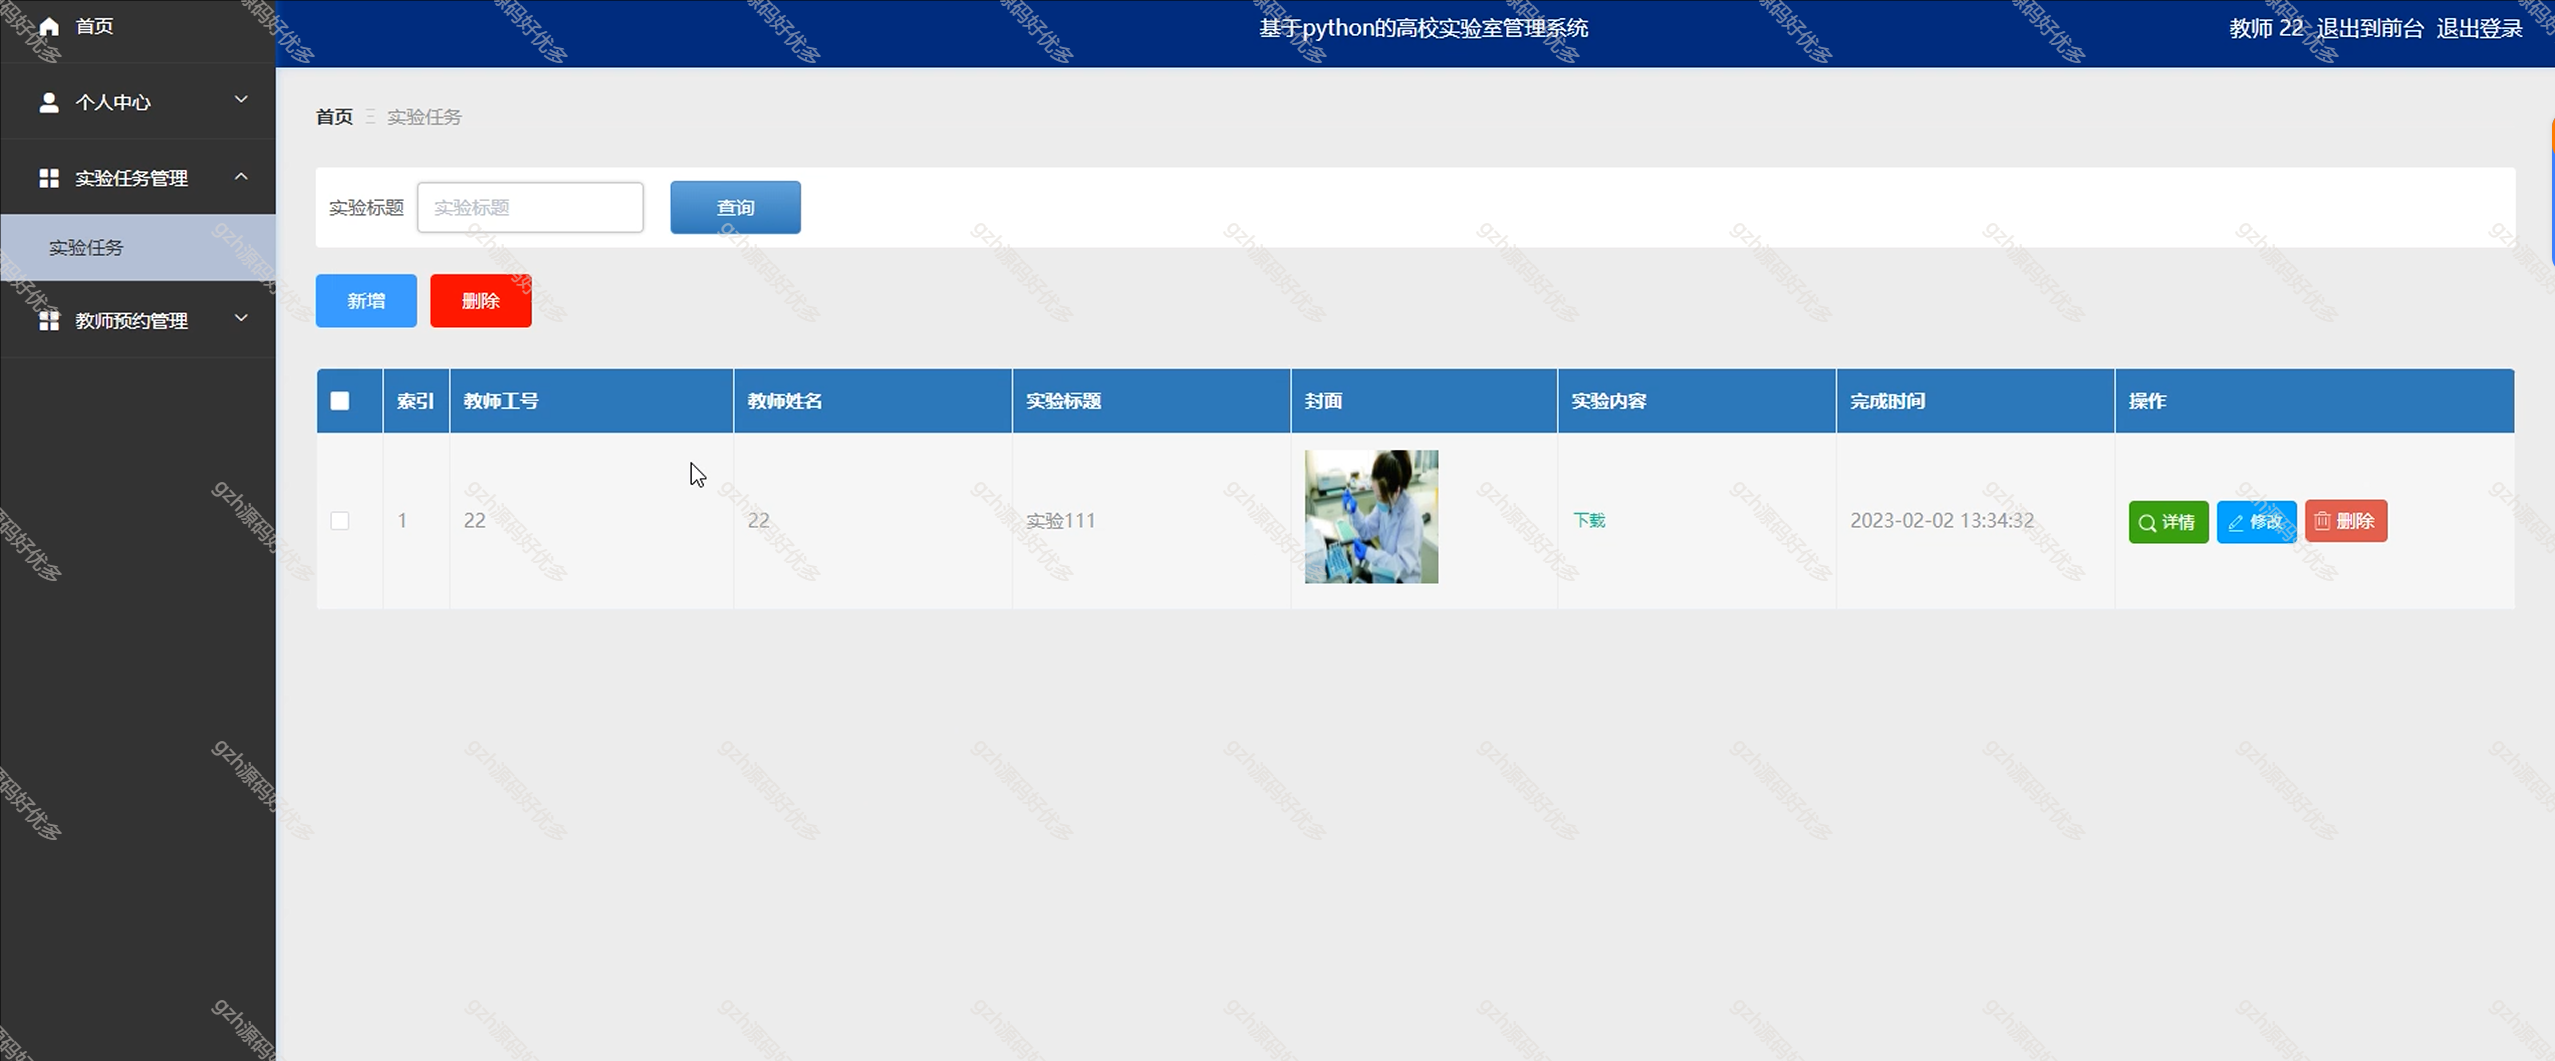 首页
基于python的高校实验室管理系统
教师 22 退出到前台 退出登录
个人中心
实验任务管理
实验任务
教师预约管理
首页 实验任务
实验标题 实验标题 查询
新增 删除
索引 教师工号 教师姓名 实验标题 封面 实验内容 完成时间 操作
1 22 22 实验111 下载 2023-02-02 13:34:32 详情 修改 删除
gzh源码好优多